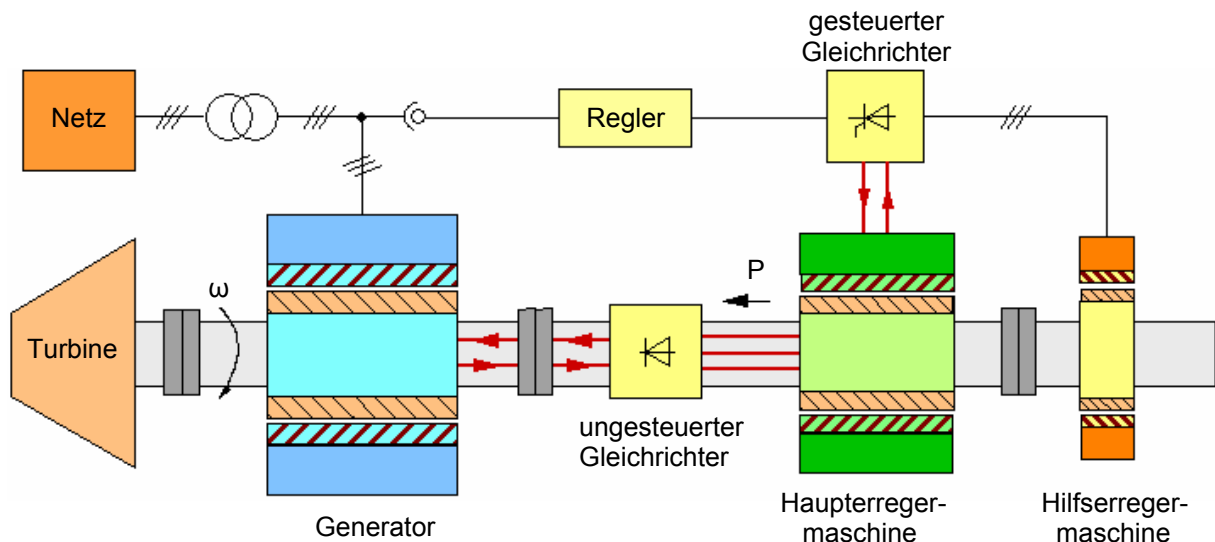 gesteuerter
Gleichrichter
Netz
Regler
P
ω
Turbine
ungesteuerter
Gleichrichter
Generator
Haupterreger-
maschine
Hilfserreger-
maschine